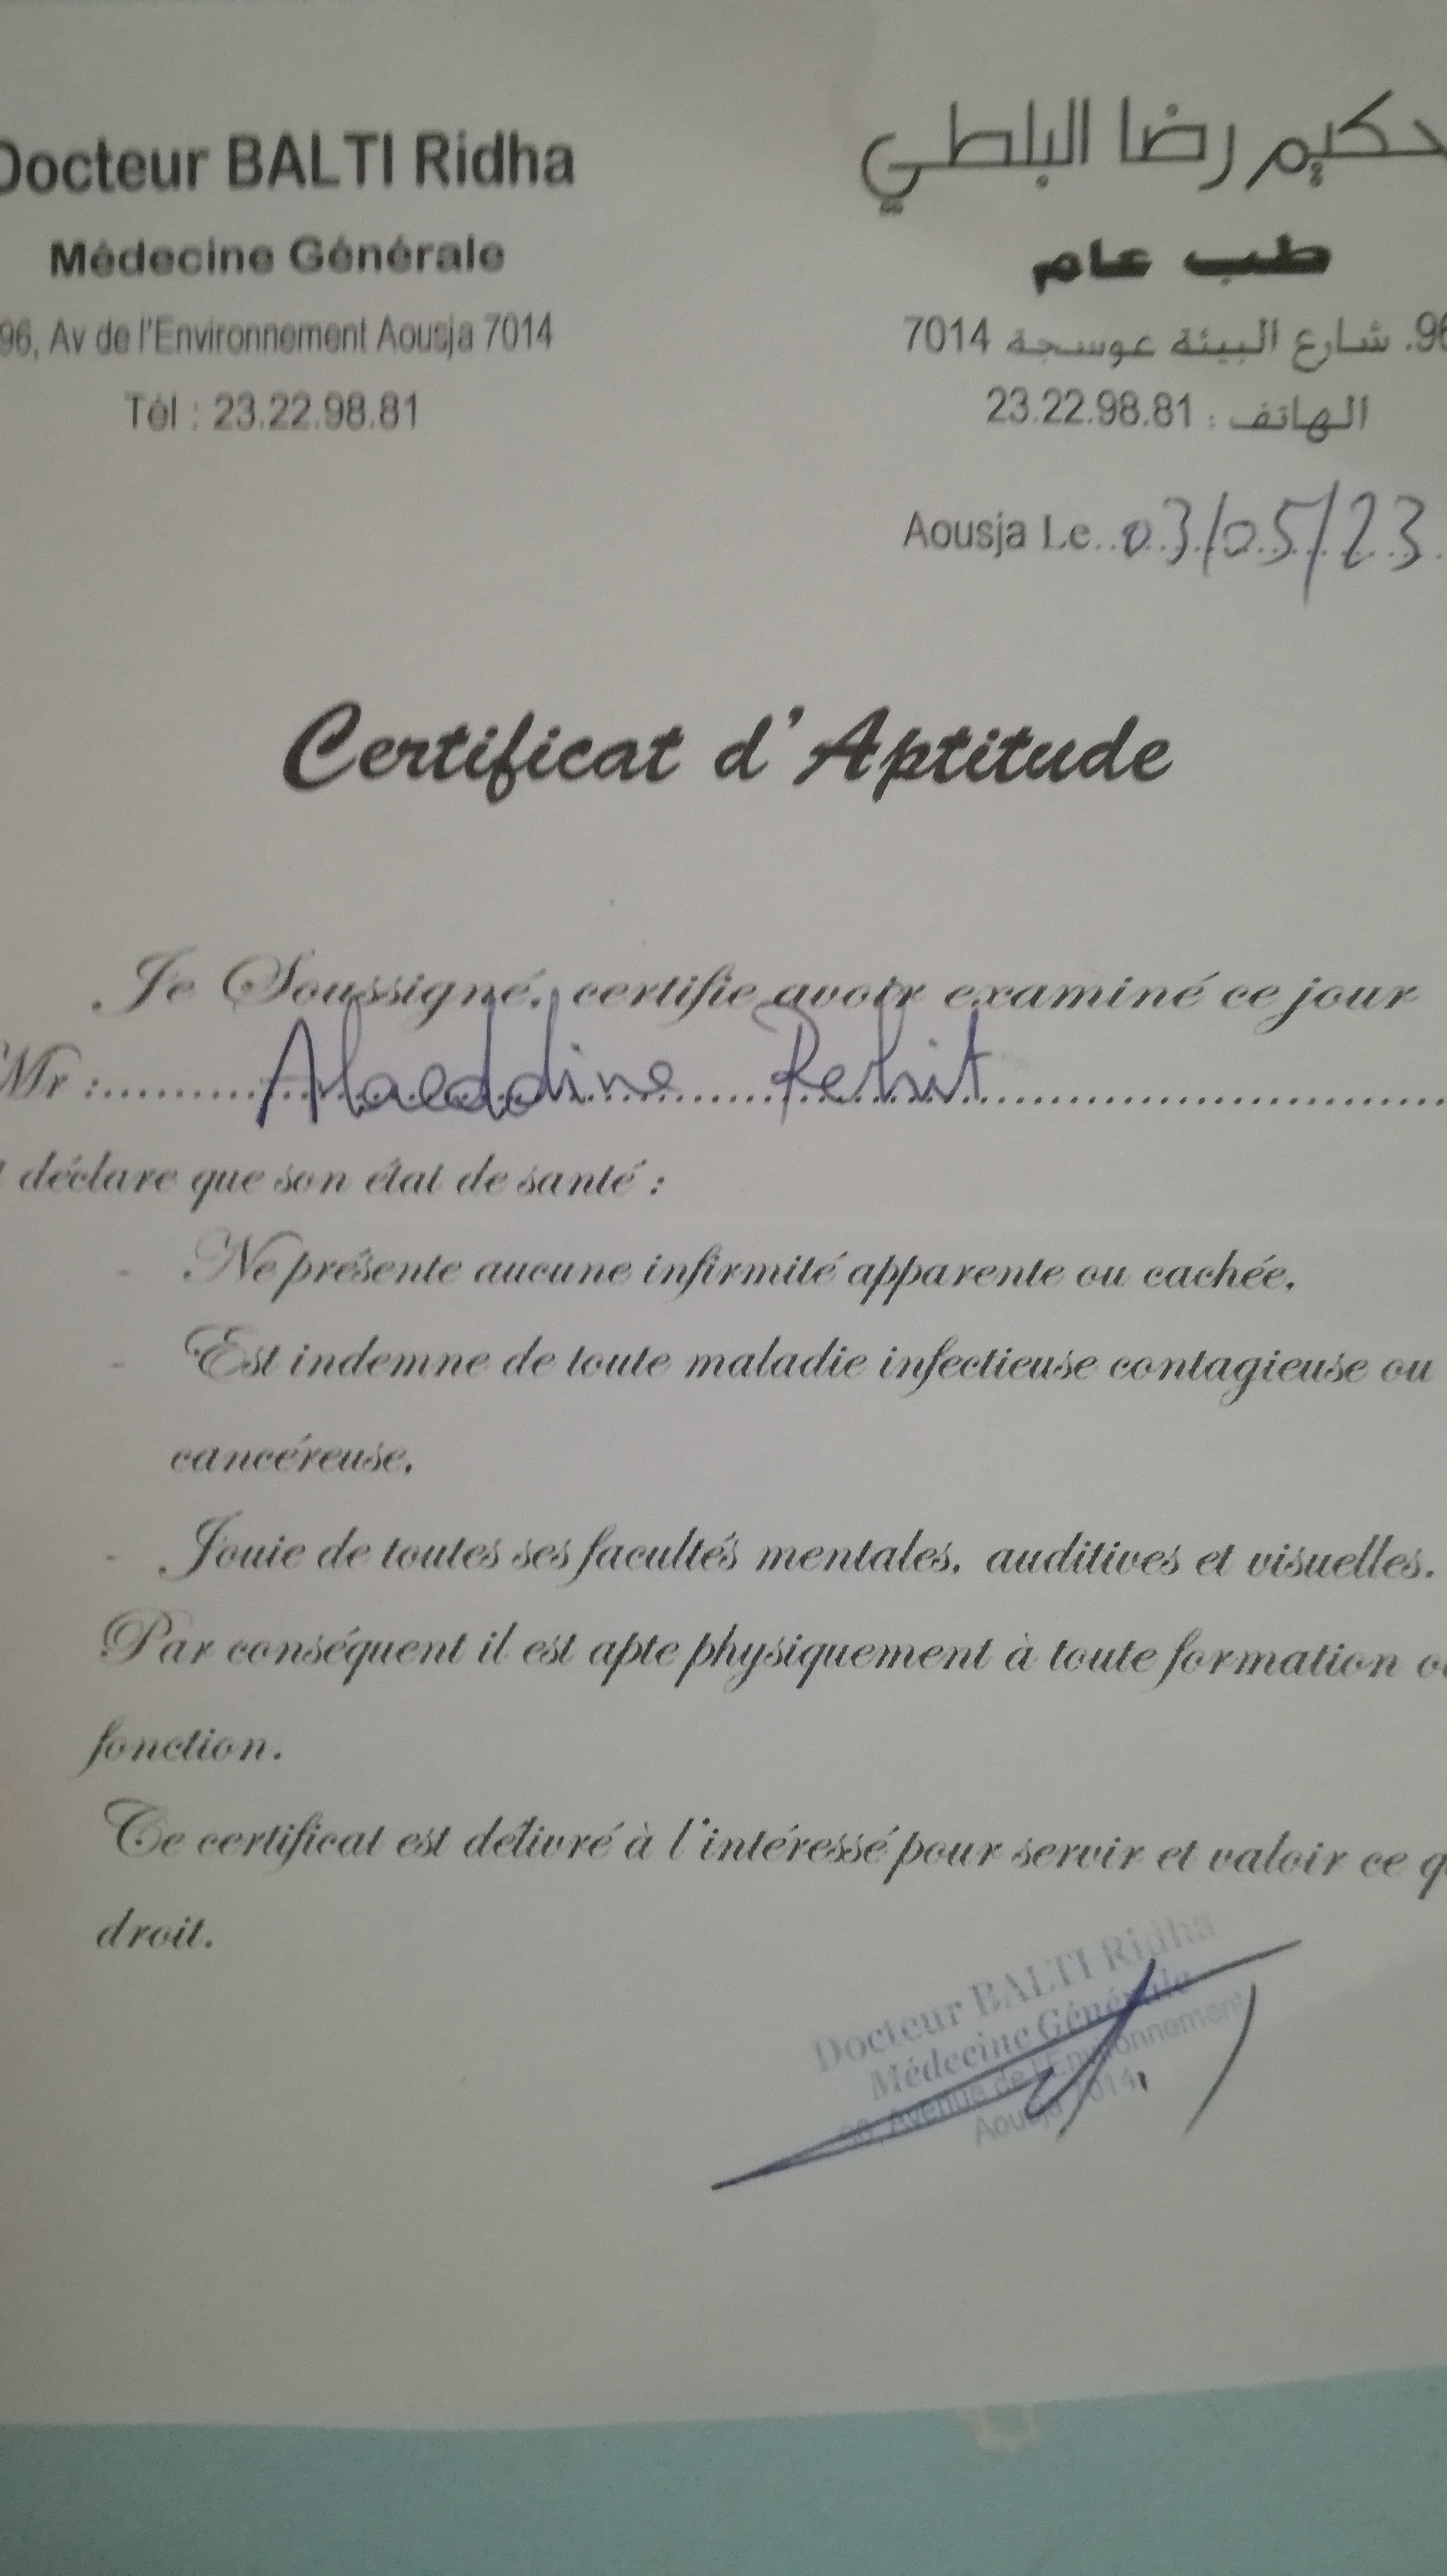 Docteur BALTI Ridha
Médecine Générale
96, Av de l'Environnement Aousja 7014
Tél : 23.22.98.81
حكيم رضا البلطي
طب عام
96. شارع البيئة عوسجة 7014
الهاتف : 23.22.98.81
Aousja Le..03/05/23.
Certificat d'Aptitude
Je Soussigné, certifie avoir examiné ce jour
Mr : Alaeddine
déclare que son état de santé :
- Ne présente aucune infirmité apparente ou cachée,
- Est indemne de toute maladie infectieuse contagieuse ou
cancéreuse,
- Jouie de toutes ses facultés mentales, auditives et visuelles.
Par conséquent il est apte physiquement à toute formation
fonction.
Ce certificat est délivré à l'intéressé pour servir et valoir ce
droit.
Docteur BALTI Ridha
Médecine Générale
96, Avenue de l'Environnement
Aousja 7014